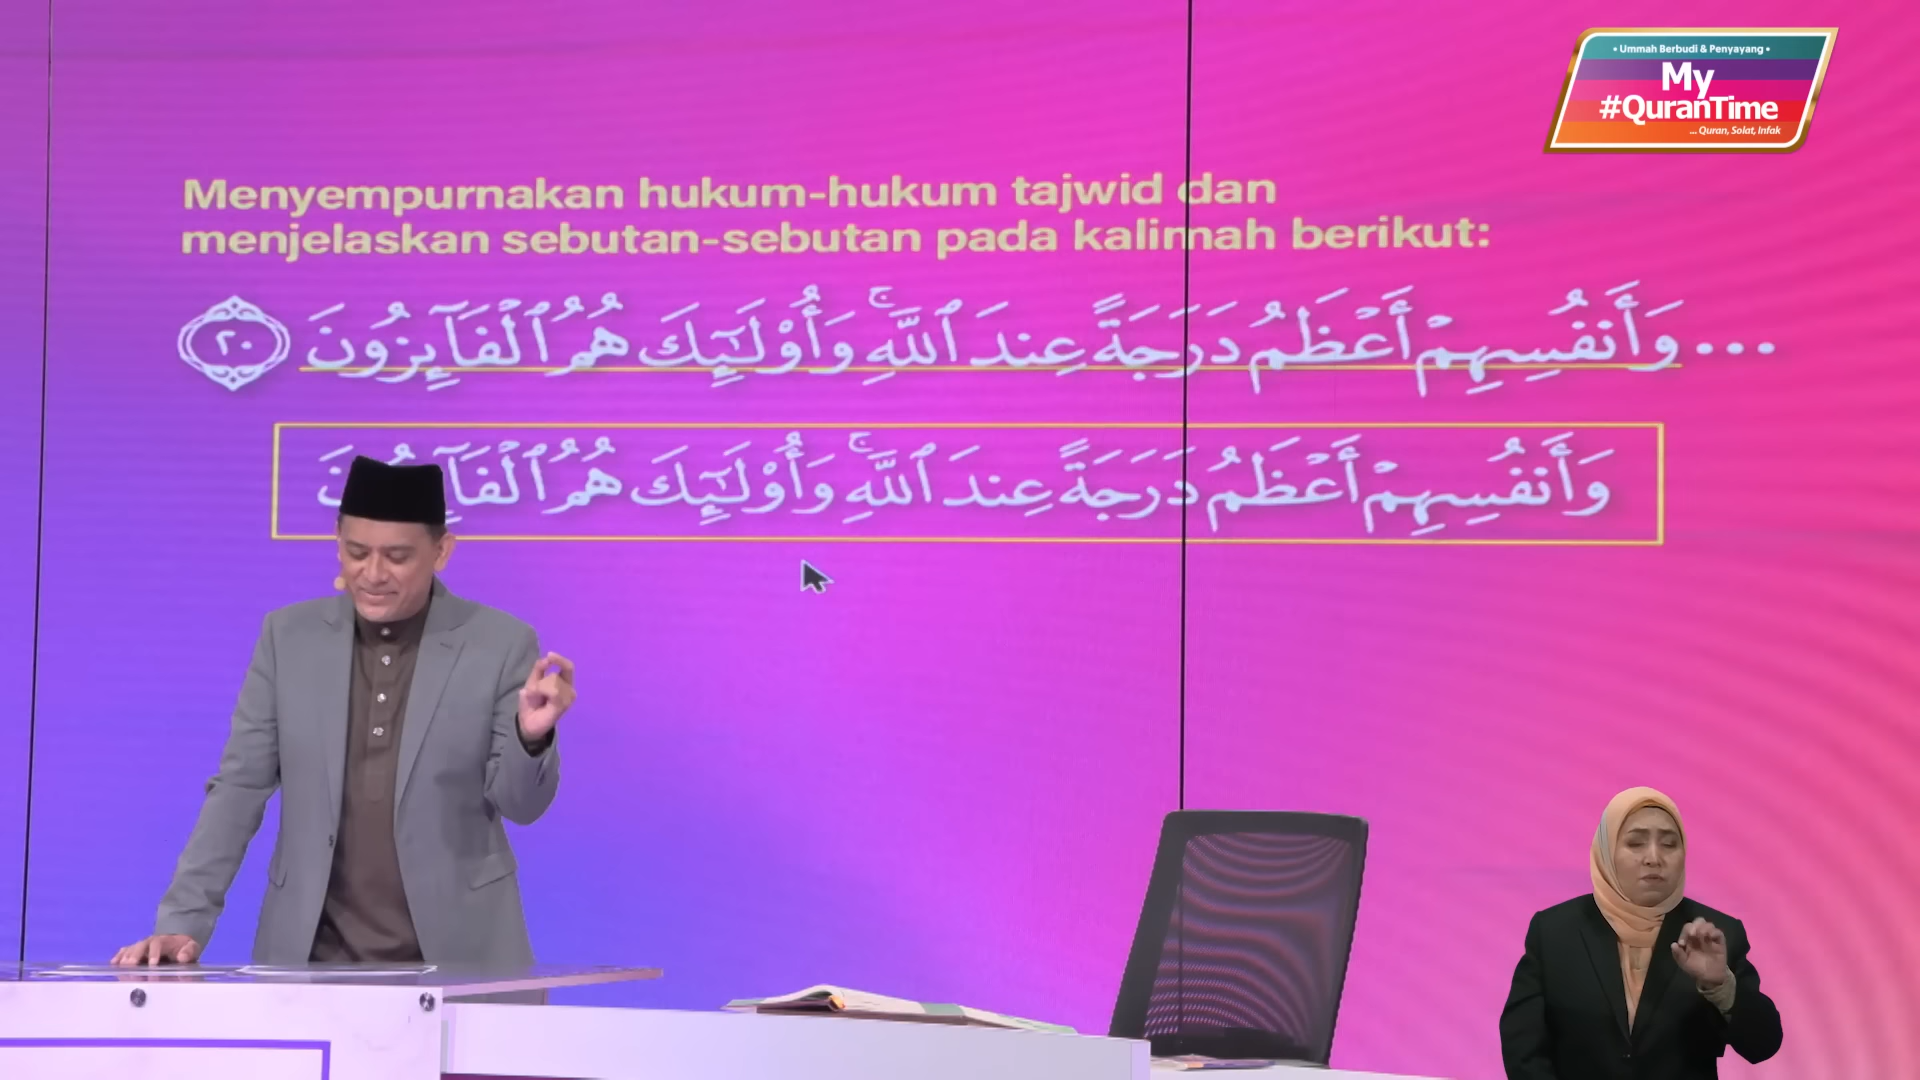 • Ummah Berbudi & Penyayang •
My
#QuranTime
... Quran, Solat, Infak
Menyempurnakan hukum-hukum tajwid dan
menjelaskan sebutan-sebutan pada kalimah berikut:
... وَأَنفُسِهِمۡ أَعۡظَمُ دَرَجَةً عِندَ ٱللَّهِۚ وَأُوْلَـٰٓئِكَ هُمُ ٱلۡفَآئِزُونَ ٢٠
وَأَنفُسِهِمۡ أَعۡظَمُ دَرَجَةً عِندَ ٱللَّهِۚ وَأُوْلَـٰٓئِكَ هُمُ ٱلۡفَآئِزُونَ